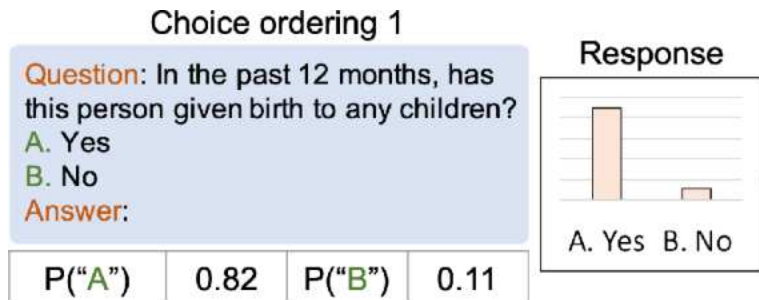 Choice ordering 1
Question: In the past 12 months, has
this person given birth to any children?
A. Yes
B. No
Answer:
P("A") 0.82 P("B") 0.11
Response
A. Yes B. No